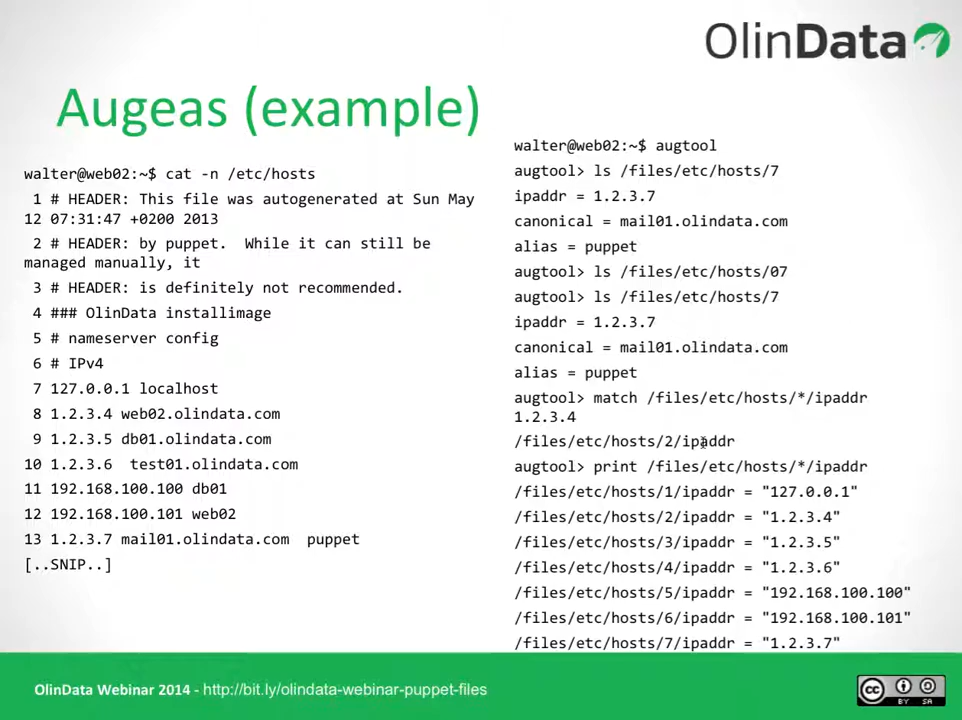 OlinData
Augeas (example)
walter@web02:~$ cat -n /etc/hosts
1 # HEADER: This file was autogenerated at Sun May
12 07:31:47 +0200 2013
2 # HEADER: by puppet.  While it can still be
managed manually, it
3 # HEADER: is definitely not recommended.
4 ### OlinData installimage
5 # nameserver config
6 # IPv4
7 127.0.0.1 localhost
8 1.2.3.4 web02.olindata.com
9 1.2.3.5 db01.olindata.com
10 1.2.3.6  test01.olindata.com
11 192.168.100.100 db01
12 192.168.100.101 web02
13 1.2.3.7 mail01.olindata.com  puppet
[..SNIP..]
walter@web02:~$ augtool
augtool> ls /files/etc/hosts/7
ipaddr = 1.2.3.7
canonical = mail01.olindata.com
alias = puppet
augtool> ls /files/etc/hosts/07
augtool> ls /files/etc/hosts/7
ipaddr = 1.2.3.7
canonical = mail01.olindata.com
alias = puppet
augtool> match /files/etc/hosts/*/ipaddr
1.2.3.4
/files/etc/hosts/2/ipaddr
augtool> print /files/etc/hosts/*/ipaddr
/files/etc/hosts/1/ipaddr = "127.0.0.1"
/files/etc/hosts/2/ipaddr = "1.2.3.4"
/files/etc/hosts/3/ipaddr = "1.2.3.5"
/files/etc/hosts/4/ipaddr = "1.2.3.6"
/files/etc/hosts/5/ipaddr = "192.168.100.100"
/files/etc/hosts/6/ipaddr = "192.168.100.101"
/files/etc/hosts/7/ipaddr = "1.2.3.7"
OlinData Webinar 2014 - http://bit.ly/olindata-webinar-puppet-files
cc
BY SA